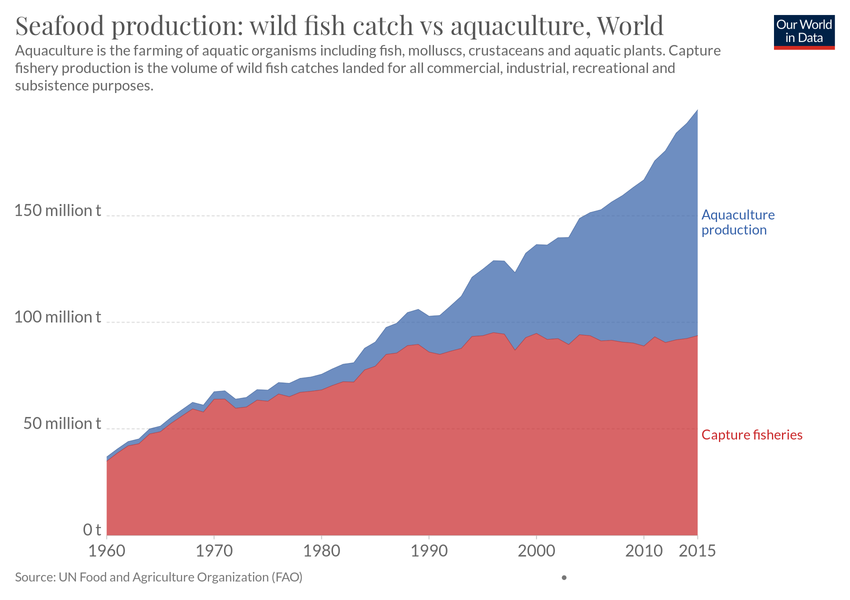 Seafood production: wild fish catch vs aquaculture, World
Our World
in Data
Aquaculture is the farming of aquatic organisms including fish, molluscs, crustaceans and aquatic plants. Capture
fishery production is the volume of wild fish catches landed for all commercial, industrial, recreational and
subsistence purposes.
150 million t
Aquaculture
production
100 million t
50 million t
Capture fisheries
0 t
1960 1970 1980 1990 2000 2010 2015
Source: UN Food and Agriculture Organization (FAO)